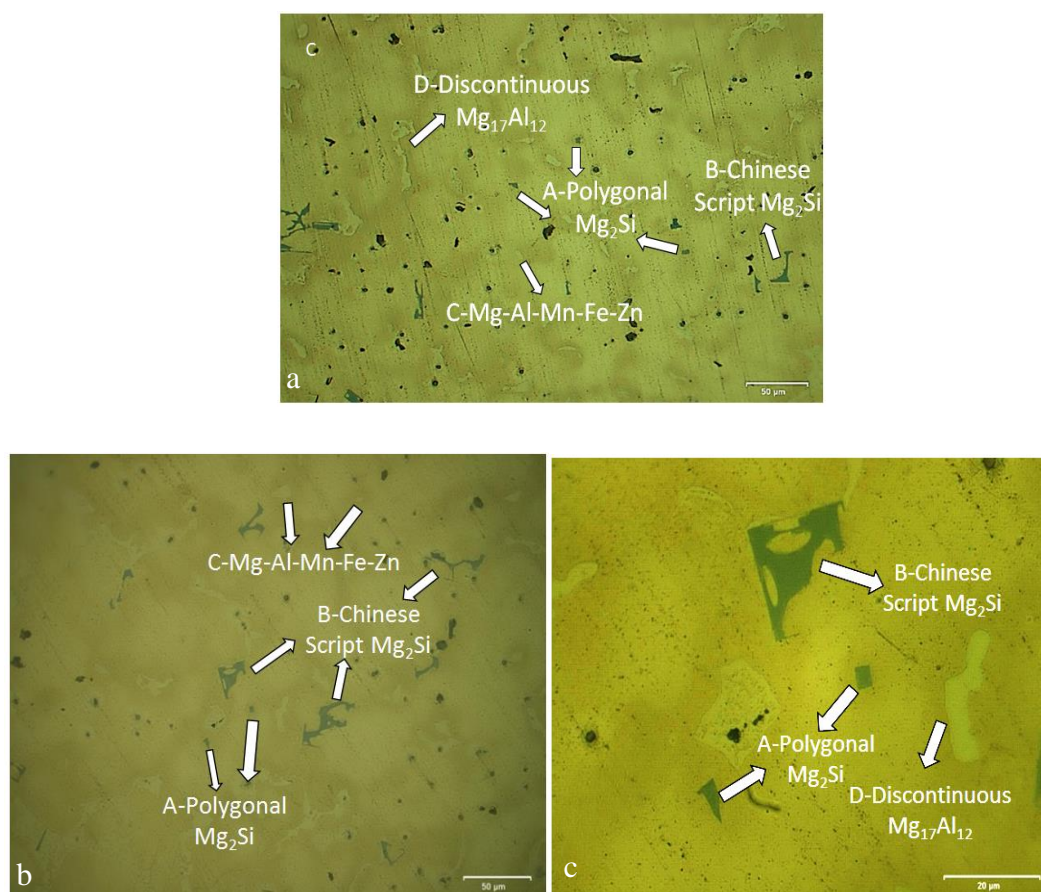 c
D-Discontinuous
Mg₁₇Al₁₂
B-Chinese
Script Mg₂Si
A-Polygonal
Mg₂Si
C-Mg-Al-Mn-Fe-Zn
a
50 µm
C-Mg-Al-Mn-Fe-Zn
B-Chinese
Script Mg₂Si
A-Polygonal
Mg₂Si
b
50 µm
B-Chinese
Script Mg₂Si
A-Polygonal
Mg₂Si
D-Discontinuous
Mg₁₇Al₁₂
c
20 µm